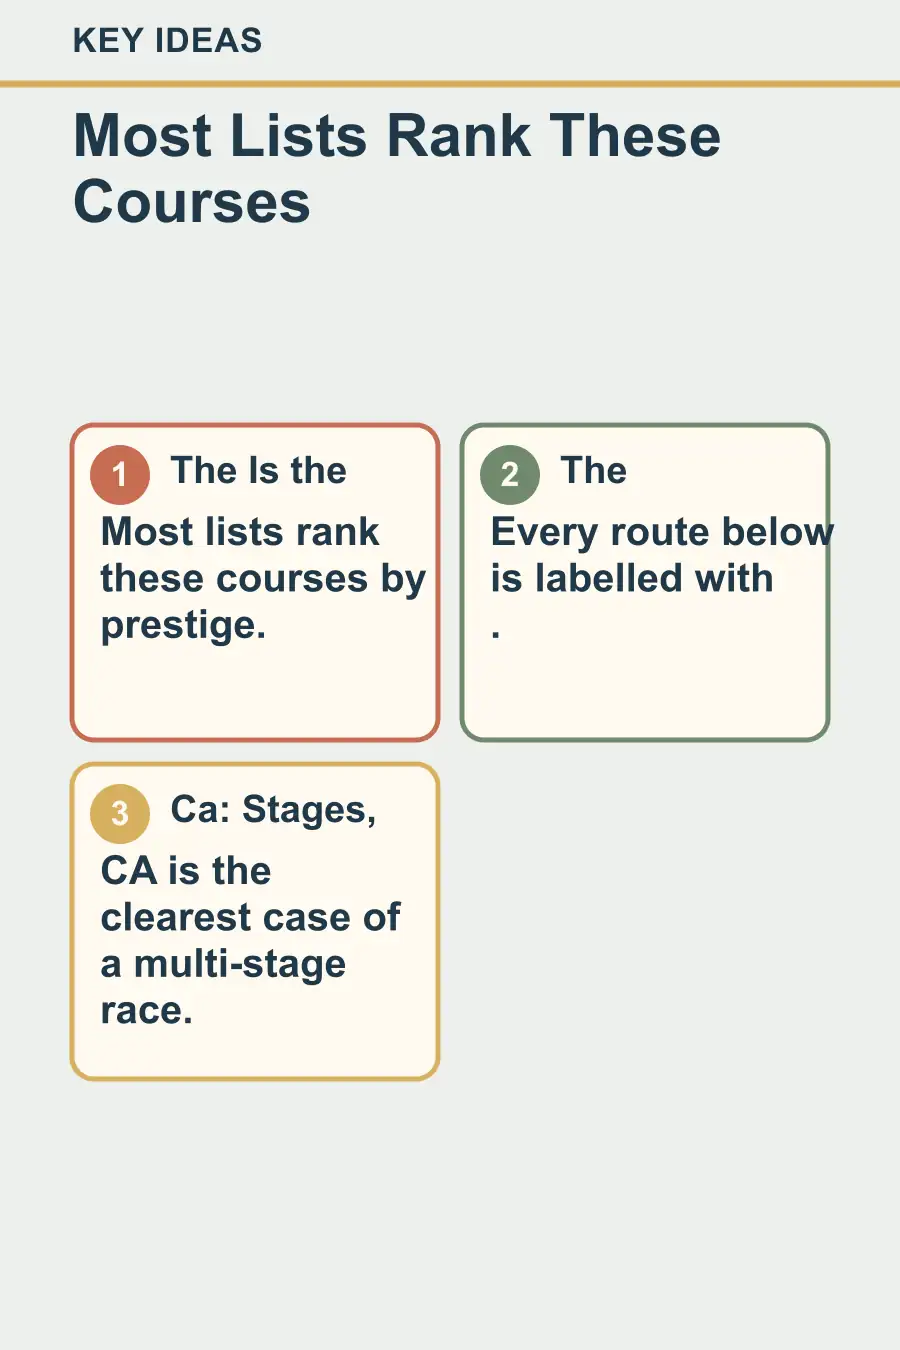 KEY IDEAS
Most Lists Rank These
Courses
1 The Is the
Most lists rank
these courses by
prestige.
2 The
Every route below
is labelled with
.
3 Ca: Stages,
CA is the
clearest case of
a multi-stage
race.